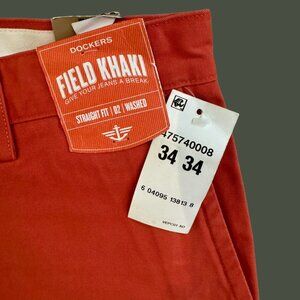 DOCKERS
FIELD KHAKI
GIVE YOUR JEANS A BREAK
STRAIGHT FIT | D2 | WASHED
475740008
34 34
6 04095 13813 8